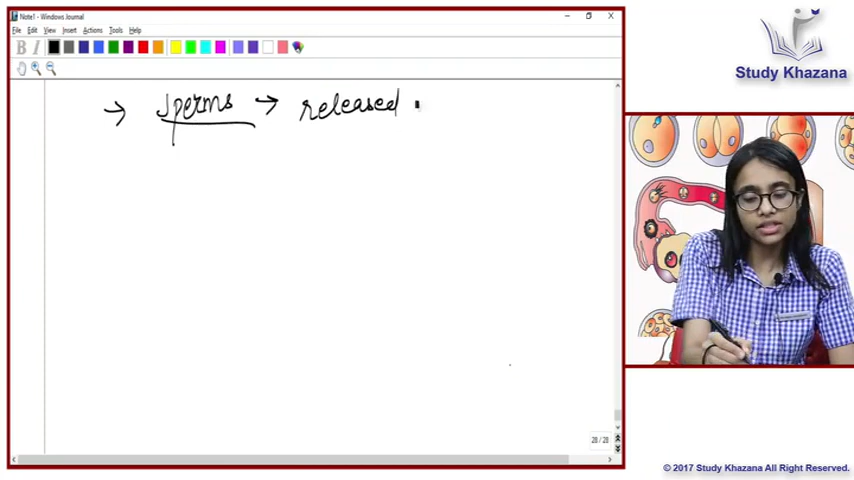 Note1 - Windows Journal
File Edit View Insert Actions Tools Help
B I
→ sperms → released
28 / 28
Study Khazana
© 2017 Study Khazana All Right Reserved.